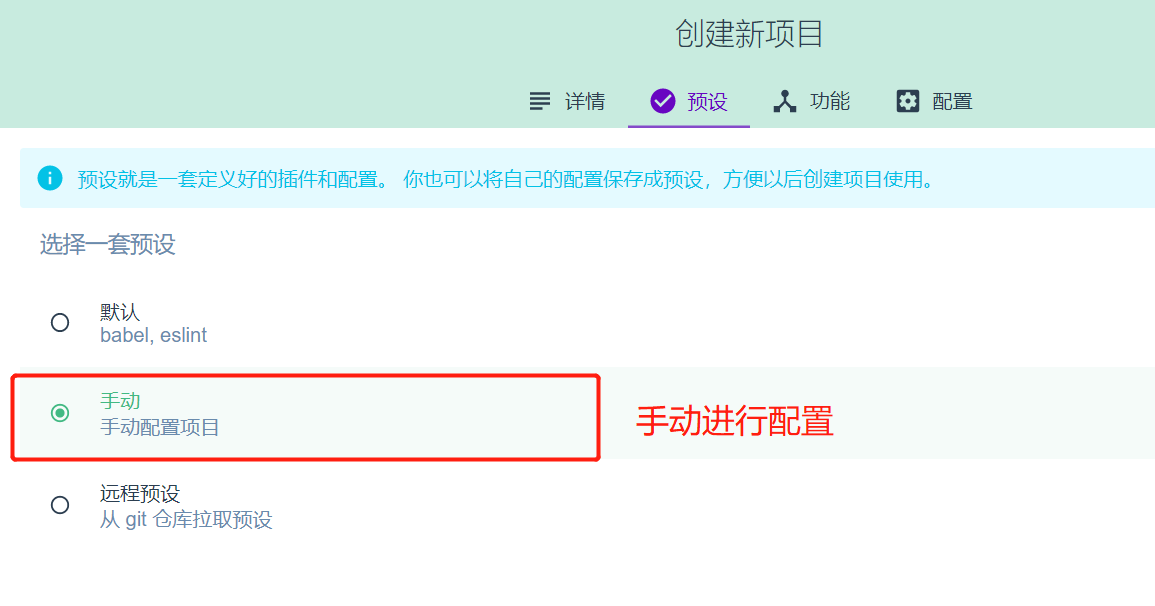 创建新项目
详情 预设 功能 配置
预设就是一套定义好的插件和配置。 你也可以将自己的配置保存成预设，方便以后创建项目使用。
选择一套预设
默认
babel, eslint
手动
手动配置项目
手动进行配置
远程预设
从 git 仓库拉取预设